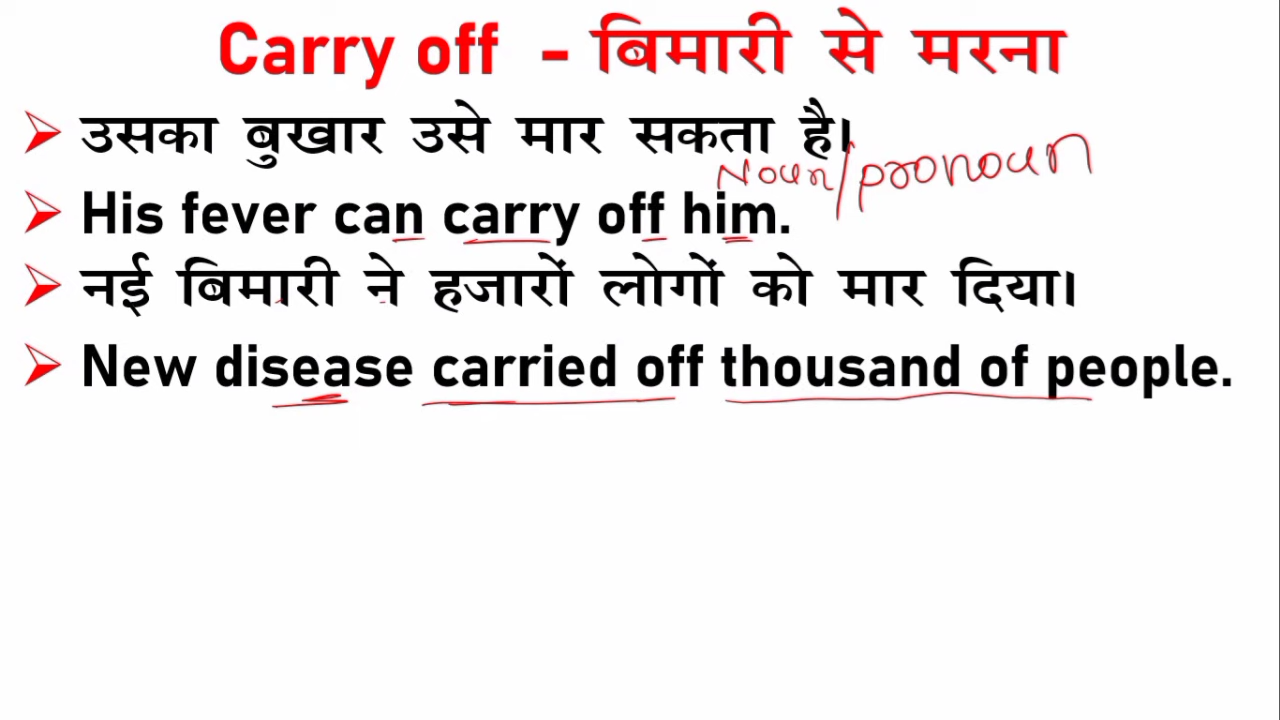 Carry off - बिमारी से मरना
उसका बुखार उसे मार सकता है।
Noun/pronoun
His fever can carry off him.
नई बिमारी ने हजारों लोगों को मार दिया।
New disease carried off thousand of people.